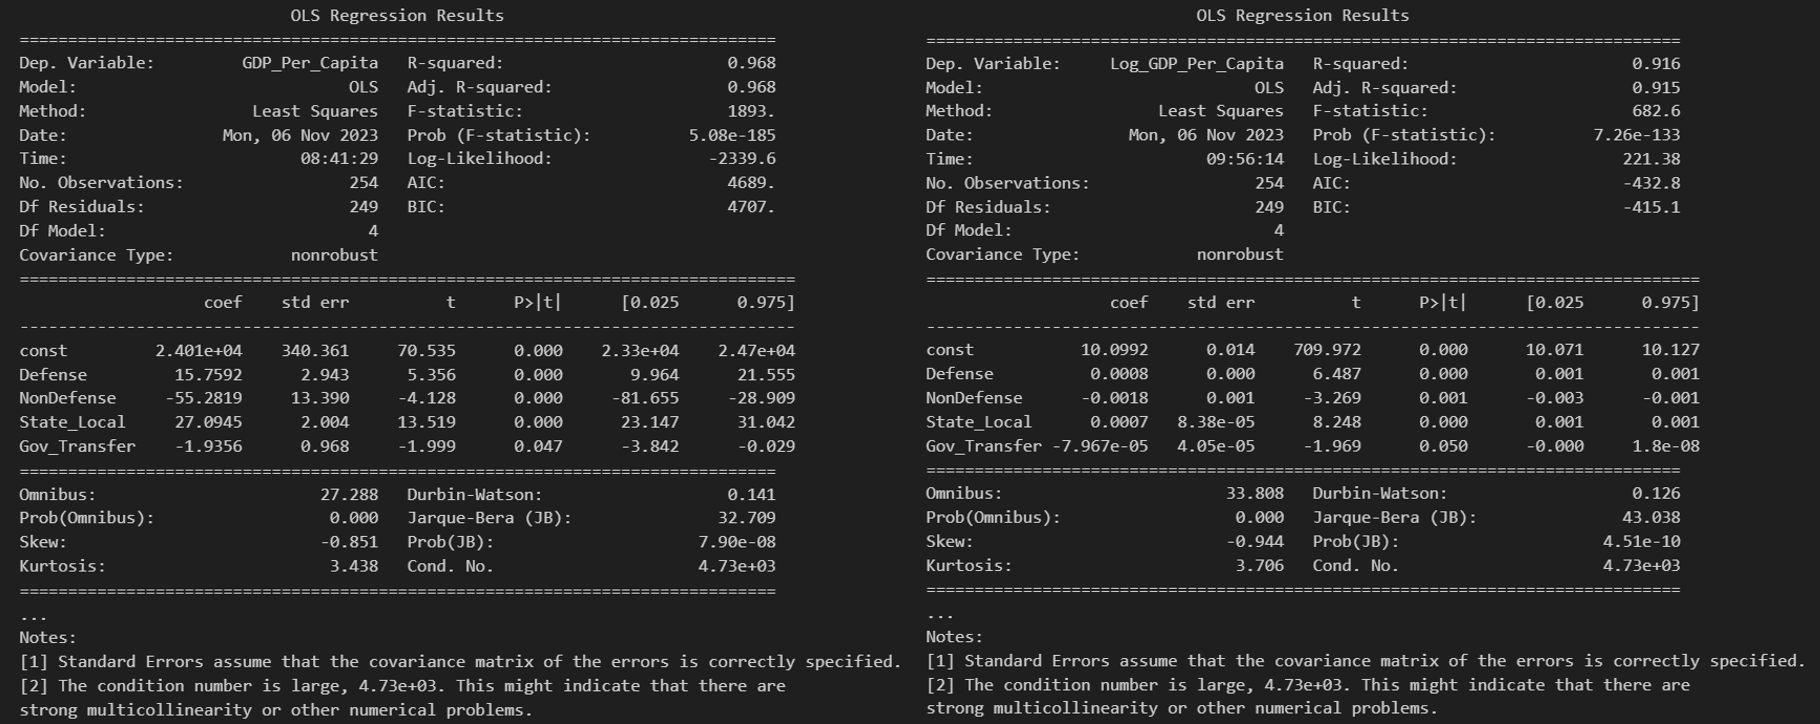 OLS Regression Results
==============================================================================
Dep. Variable:         GDP_Per_Capita   R-squared:                       0.968
Model:                            OLS   Adj. R-squared:                  0.968
Method:                 Least Squares   F-statistic:                     1893.
Date:                Mon, 06 Nov 2023   Prob (F-statistic):          5.08e-185
Time:                        08:41:29   Log-Likelihood:                -2339.6
No. Observations:                 254   AIC:                             4689.
Df Residuals:                     249   BIC:                             4707.
Df Model:                           4
Covariance Type:            nonrobust
================================================================================
coef    std err          t      P>|t|      [0.025      0.975]
--------------------------------------------------------------------------------
const         2.401e+04    340.361     70.535      0.000    2.33e+04    2.47e+04
Defense         15.7592      2.943      5.356      0.000       9.964      21.555
NonDefense     -55.2819     13.390     -4.128      0.000     -81.655     -28.909
State_Local     27.0945      2.004     13.519      0.000      23.147      31.042
Gov_Transfer    -1.9356      0.968     -1.999      0.047      -3.842      -0.029
==============================================================================
Omnibus:                       27.288   Durbin-Watson:                   0.141
Prob(Omnibus):                  0.000   Jarque-Bera (JB):               32.709
Skew:                          -0.851   Prob(JB):                     7.90e-08
Kurtosis:                       3.438   Cond. No.                     4.73e+03
==============================================================================
...
Notes:
[1] Standard Errors assume that the covariance matrix of the errors is correctly specified.
[2] The condition number is large, 4.73e+03. This might indicate that there are
strong multicollinearity or other numerical problems.
OLS Regression Results
==============================================================================
Dep. Variable:     Log_GDP_Per_Capita   R-squared:                       0.916
Model:                            OLS   Adj. R-squared:                  0.915
Method:                 Least Squares   F-statistic:                     682.6
Date:                Mon, 06 Nov 2023   Prob (F-statistic):          7.26e-133
Time:                        09:56:14   Log-Likelihood:                 221.38
No. Observations:                 254   AIC:                            -432.8
Df Residuals:                     249   BIC:                            -415.1
Df Model:                           4
Covariance Type:            nonrobust
================================================================================
coef    std err          t      P>|t|      [0.025      0.975]
--------------------------------------------------------------------------------
const           10.0992      0.014    709.972      0.000      10.071      10.127
Defense          0.0008      0.000      6.487      0.000       0.001       0.001
NonDefense      -0.0018      0.001     -3.269      0.001      -0.003      -0.001
State_Local      0.0007   8.38e-05      8.248      0.000       0.001       0.001
Gov_Transfer -7.967e-05   4.05e-05     -1.969      0.050      -0.000     1.8e-08
==============================================================================
Omnibus:                       33.808   Durbin-Watson:                   0.126
Prob(Omnibus):                  0.000   Jarque-Bera (JB):               43.038
Skew:                          -0.944   Prob(JB):                     4.51e-10
Kurtosis:                       3.706   Cond. No.                     4.73e+03
==============================================================================
...
Notes:
[1] Standard Errors assume that the covariance matrix of the errors is correctly specified.
[2] The condition number is large, 4.73e+03. This might indicate that there are
strong multicollinearity or other numerical problems.